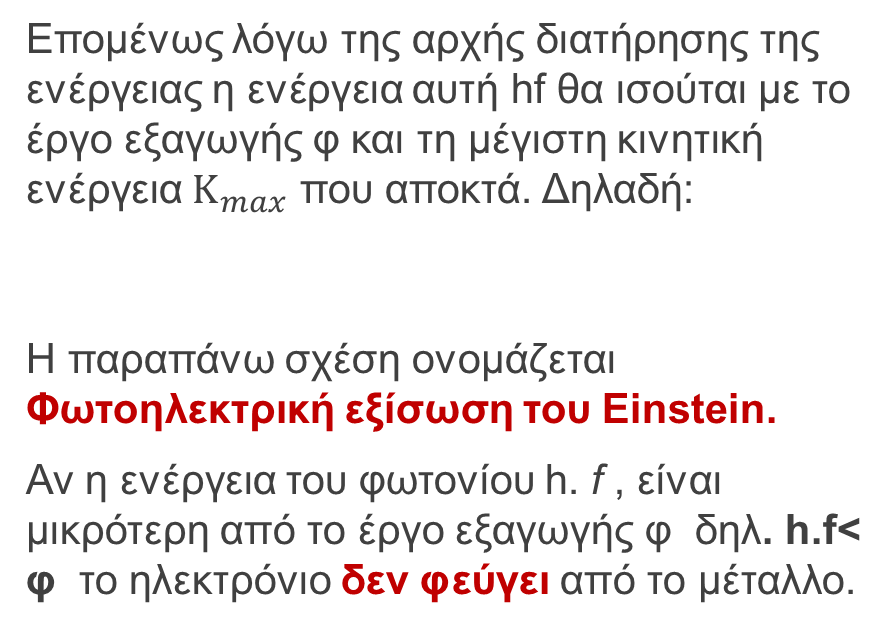 Επομένως λόγω της αρχής διατήρησης της
ενέργειας η ενέργεια αυτή hf θα ισούται με το
έργο εξαγωγής φ και τη μέγιστη κινητική
ενέργεια K𝑚𝑎𝑥 που αποκτά. Δηλαδή:
Η παραπάνω σχέση ονομάζεται
Φωτοηλεκτρική εξίσωση του Einstein.
Αν η ενέργεια του φωτονίου h. f , είναι
μικρότερη από το έργο εξαγωγής φ δηλ. h.f<
φ το ηλεκτρόνιο δεν φεύγει από το μέταλλο.